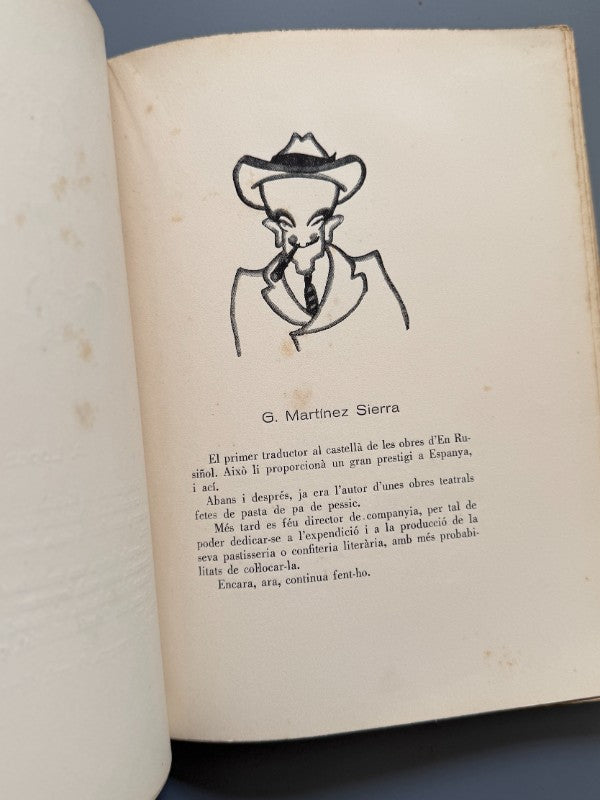 G. Martínez Sierra
El primer traductor al castellà de les obres d'En Ru-
siñol. Això li proporcionà un gran prestigi a Espanya,
i ací.
Abans i després, ja era l'autor d'unes obres teatrals
fetes de pasta de pa de pessic.
Més tard es féu director de companyia, per tal de
poder dedicar-se a l'expendició i a la producció de la
seva pastisseria o confiteria literària, amb més probabi-
litats de coŀlocar-la.
Encara, ara, continua fent-ho.